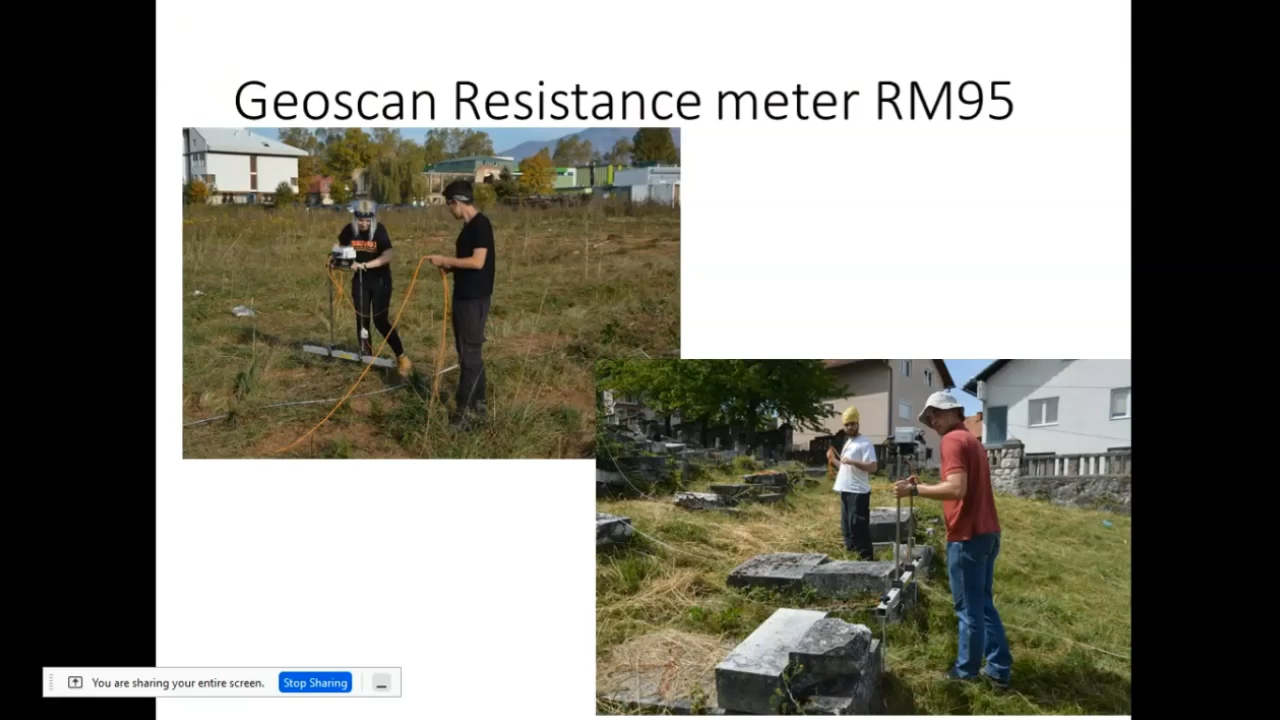 Geoscan Resistance meter RM95
You are sharing your entire screen.
Stop Sharing